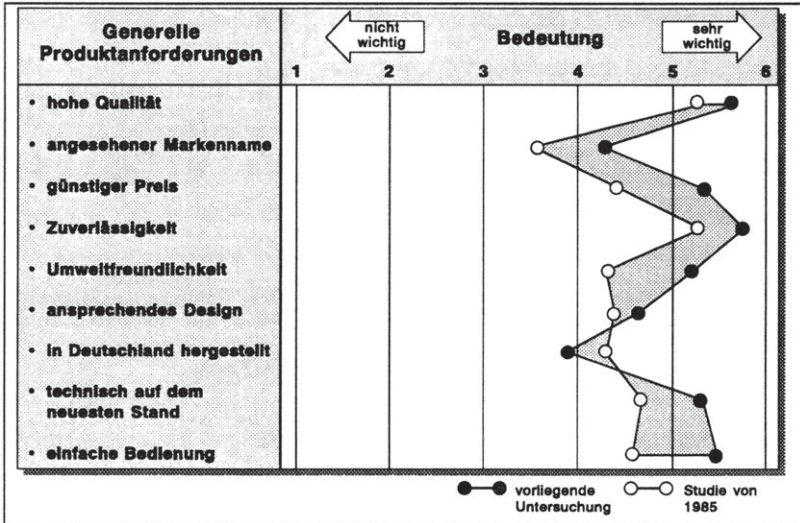 Generelle
Produktanforderungen
nicht
wichtig
Bedeutung
sehr
wichtig
1 2 3 4 5 6
• hohe Qualität
• angesehener Markenname
• günstiger Preis
• Zuverlässigkeit
• Umweltfreundlichkeit
• ansprechendes Design
• in Deutschland hergestellt
• technisch auf dem
neuesten Stand
• einfache Bedienung
vorliegende
Untersuchung
Studie von
1985